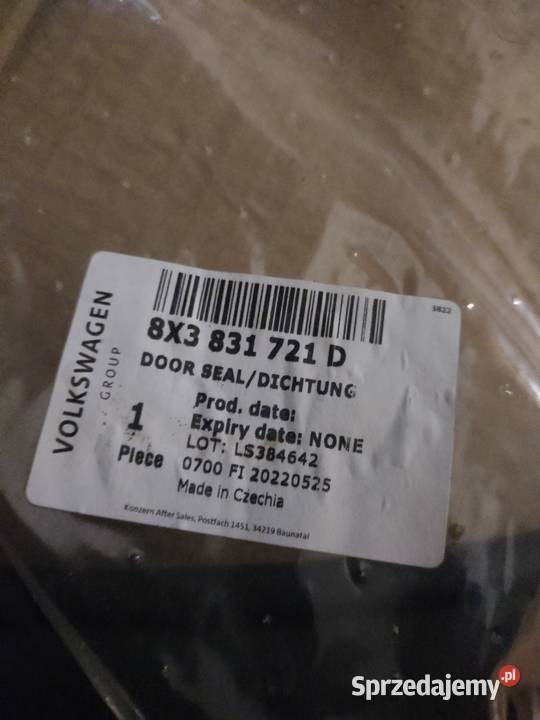 VOLKSWAGEN
GROUP
3822
8X3 831 721 D
DOOR SEAL/DICHTUNG
Prod. date:
Expiry date: NONE
1
Piece
LOT: LS384642
0700 FI 20220525
Made in Czechia
Konzern After Sales, Postfach 1451, 34219 Baunatal
Sprzedajemy.pl